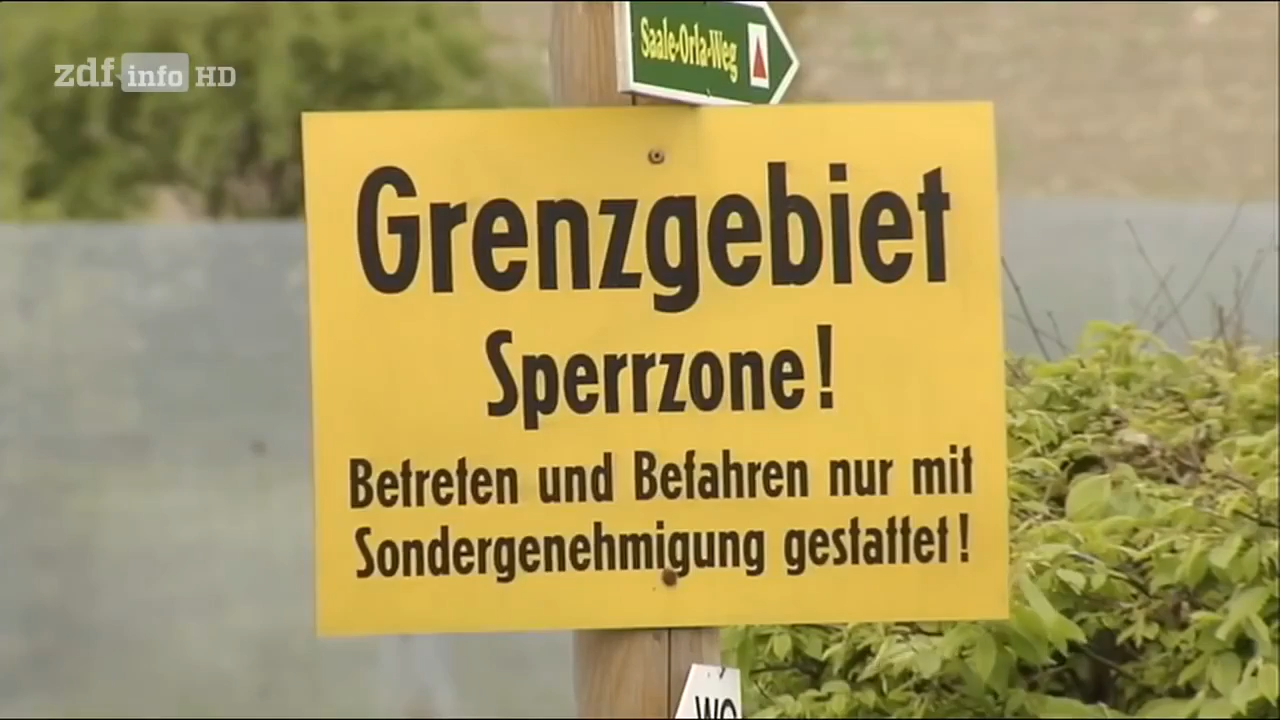 Saale-Orla-Weg
zdf info HD
Grenzgebiet
Sperrzone!
Betreten und Befahren nur mit
Sondergenehmigung gestattet!